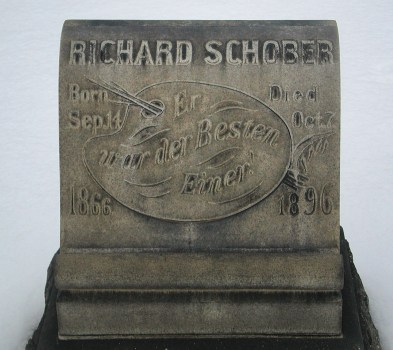 RICHARD SCHOBER
Born Er Died
Sep.14 war der Besten Oct.7
1866 Einer! 1896